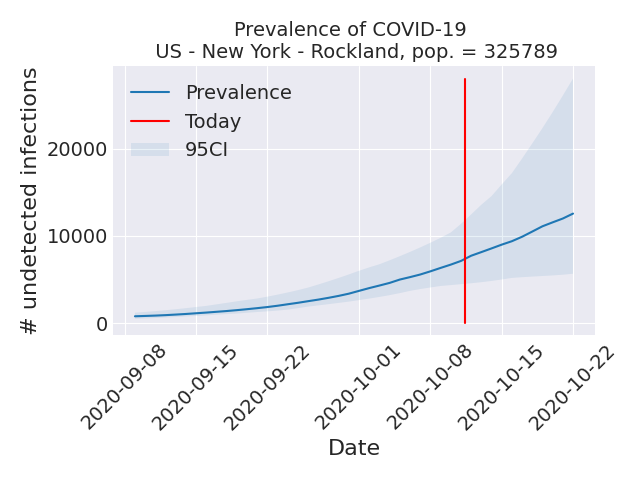 Prevalence of COVID-19
US - New York - Rockland, pop. = 325789
# undetected infections
20000
10000
0
Prevalence
Today
95CI
2020-09-08
2020-09-15
2020-09-22
2020-10-01
2020-10-08
2020-10-15
2020-10-22
Date